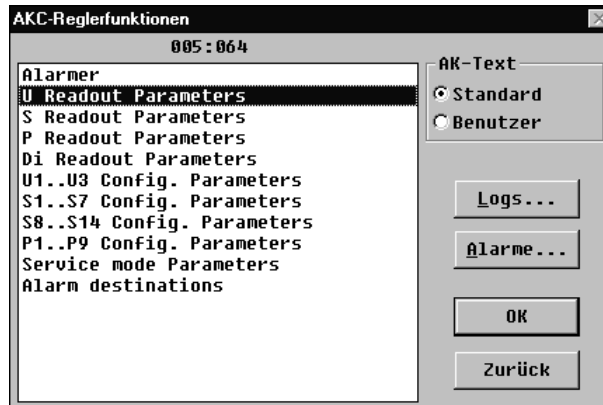 AKC-Reglerfunktionen
005:064
Alarmer
U Readout Parameters
S Readout Parameters
P Readout Parameters
Di Readout Parameters
U1..U3 Config. Parameters
S1..S7 Config. Parameters
S8..S14 Config. Parameters
P1..P9 Config. Parameters
Service mode Parameters
Alarm destinations
AK-Text
Standard
Benutzer
Logs...
Alarme...
OK
Zurück